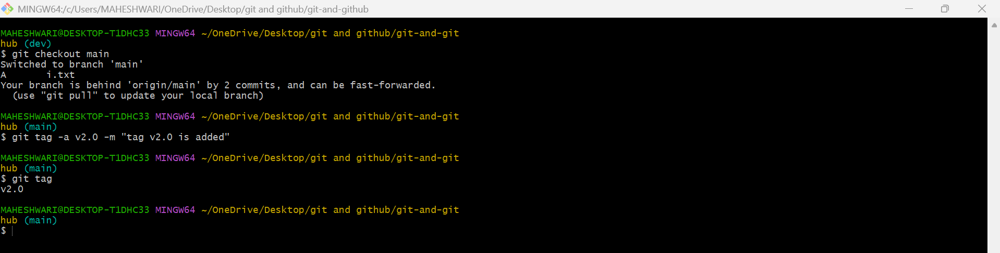 MINGW64:/c/Users/MAHESHWARI/OneDrive/Desktop/git and github/git-and-github
MAHESHWARI@DESKTOP-T1DHC33 MINGW64 ~/OneDrive/Desktop/git and github/git-and-git
hub (dev)
$ git checkout main
Switched to branch 'main'
A       i.txt
Your branch is behind 'origin/main' by 2 commits, and can be fast-forwarded.
  (use "git pull" to update your local branch)
MAHESHWARI@DESKTOP-T1DHC33 MINGW64 ~/OneDrive/Desktop/git and github/git-and-git
hub (main)
$ git tag -a v2.0 -m "tag v2.0 is added"
MAHESHWARI@DESKTOP-T1DHC33 MINGW64 ~/OneDrive/Desktop/git and github/git-and-git
hub (main)
$ git tag
v2.0
MAHESHWARI@DESKTOP-T1DHC33 MINGW64 ~/OneDrive/Desktop/git and github/git-and-git
hub (main)
$